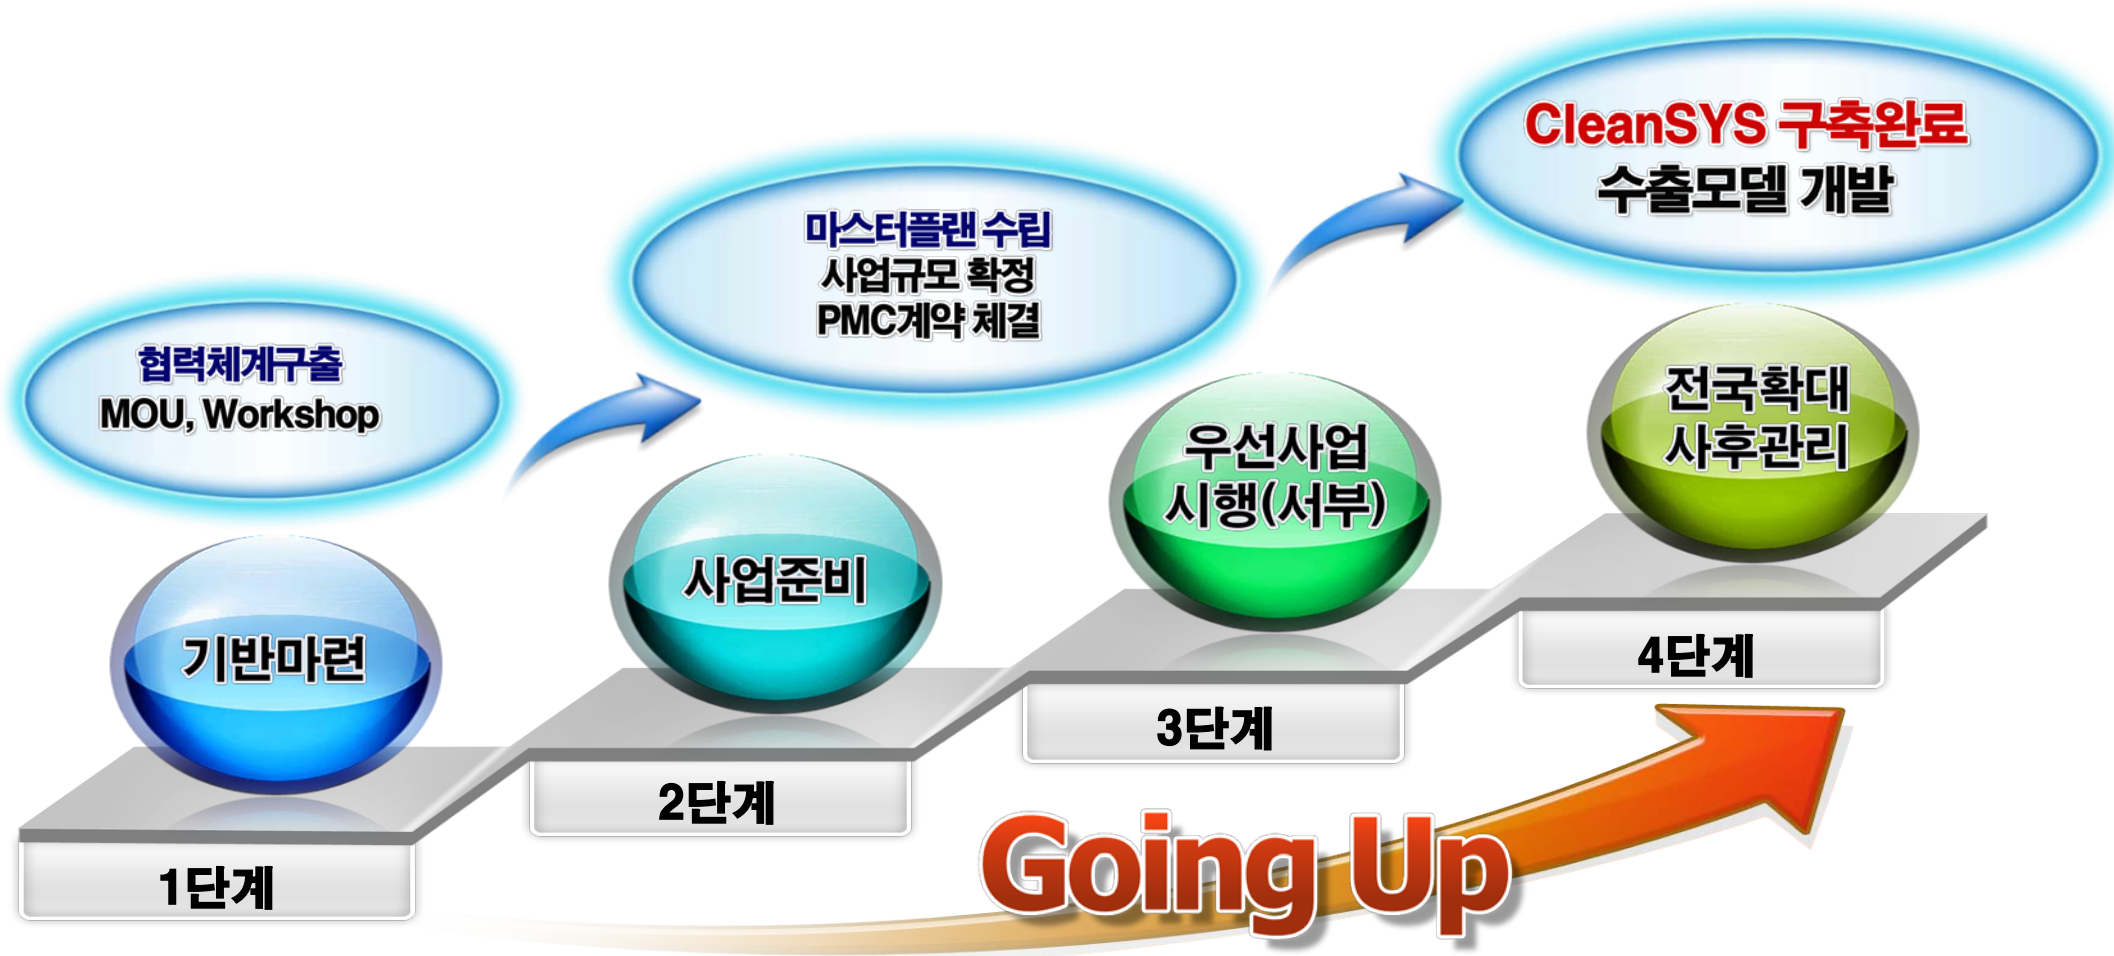 협력체계구출
MOU, Workshop
마스터플랜 수립
사업규모 확정
PMC계약 체결
CleanSYS 구축완료
수출모델 개발
기반마련
사업준비
우선사업
시행(서부)
전국확대
사후관리
1단계
2단계
3단계
4단계
Going Up